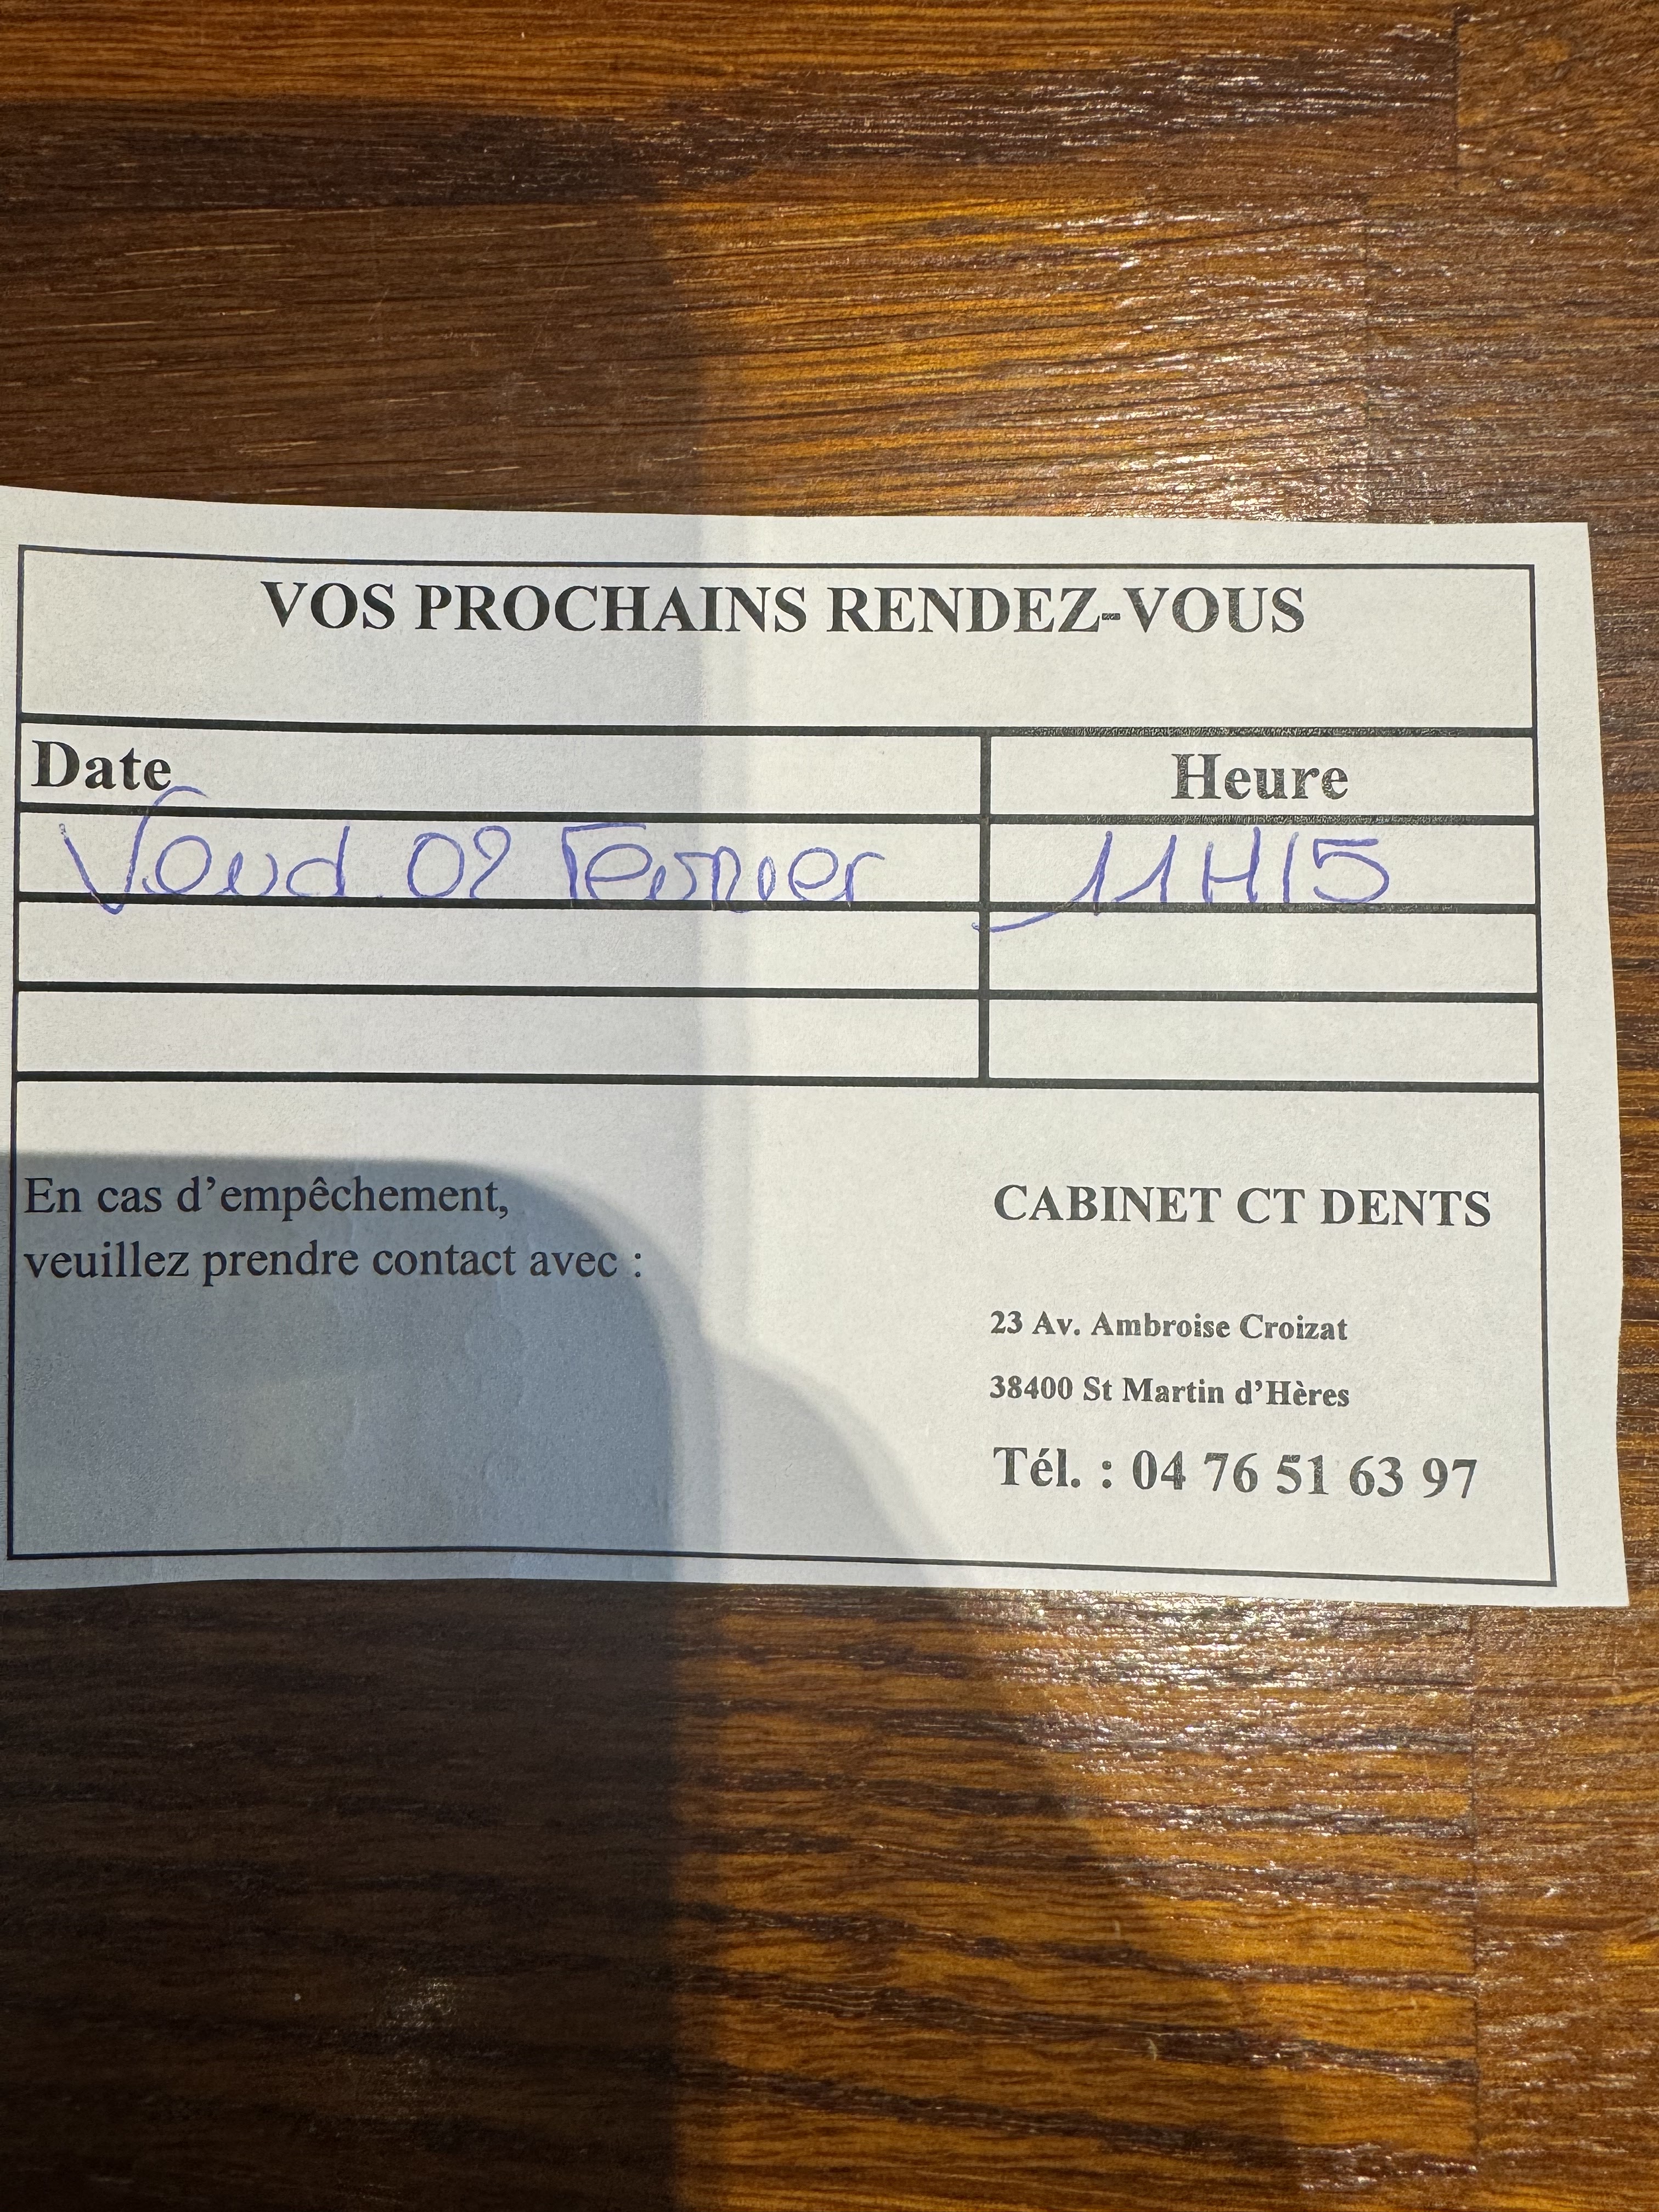 VOS PROCHAINS RENDEZ-VOUS
Date Heure
Vend. 02 Février 11H15
En cas d'empêchement,
veuillez prendre contact avec :
CABINET CT DENTS
23 Av. Ambroise Croizat
38400 St Martin d'Hères
Tél. : 04 76 51 63 97